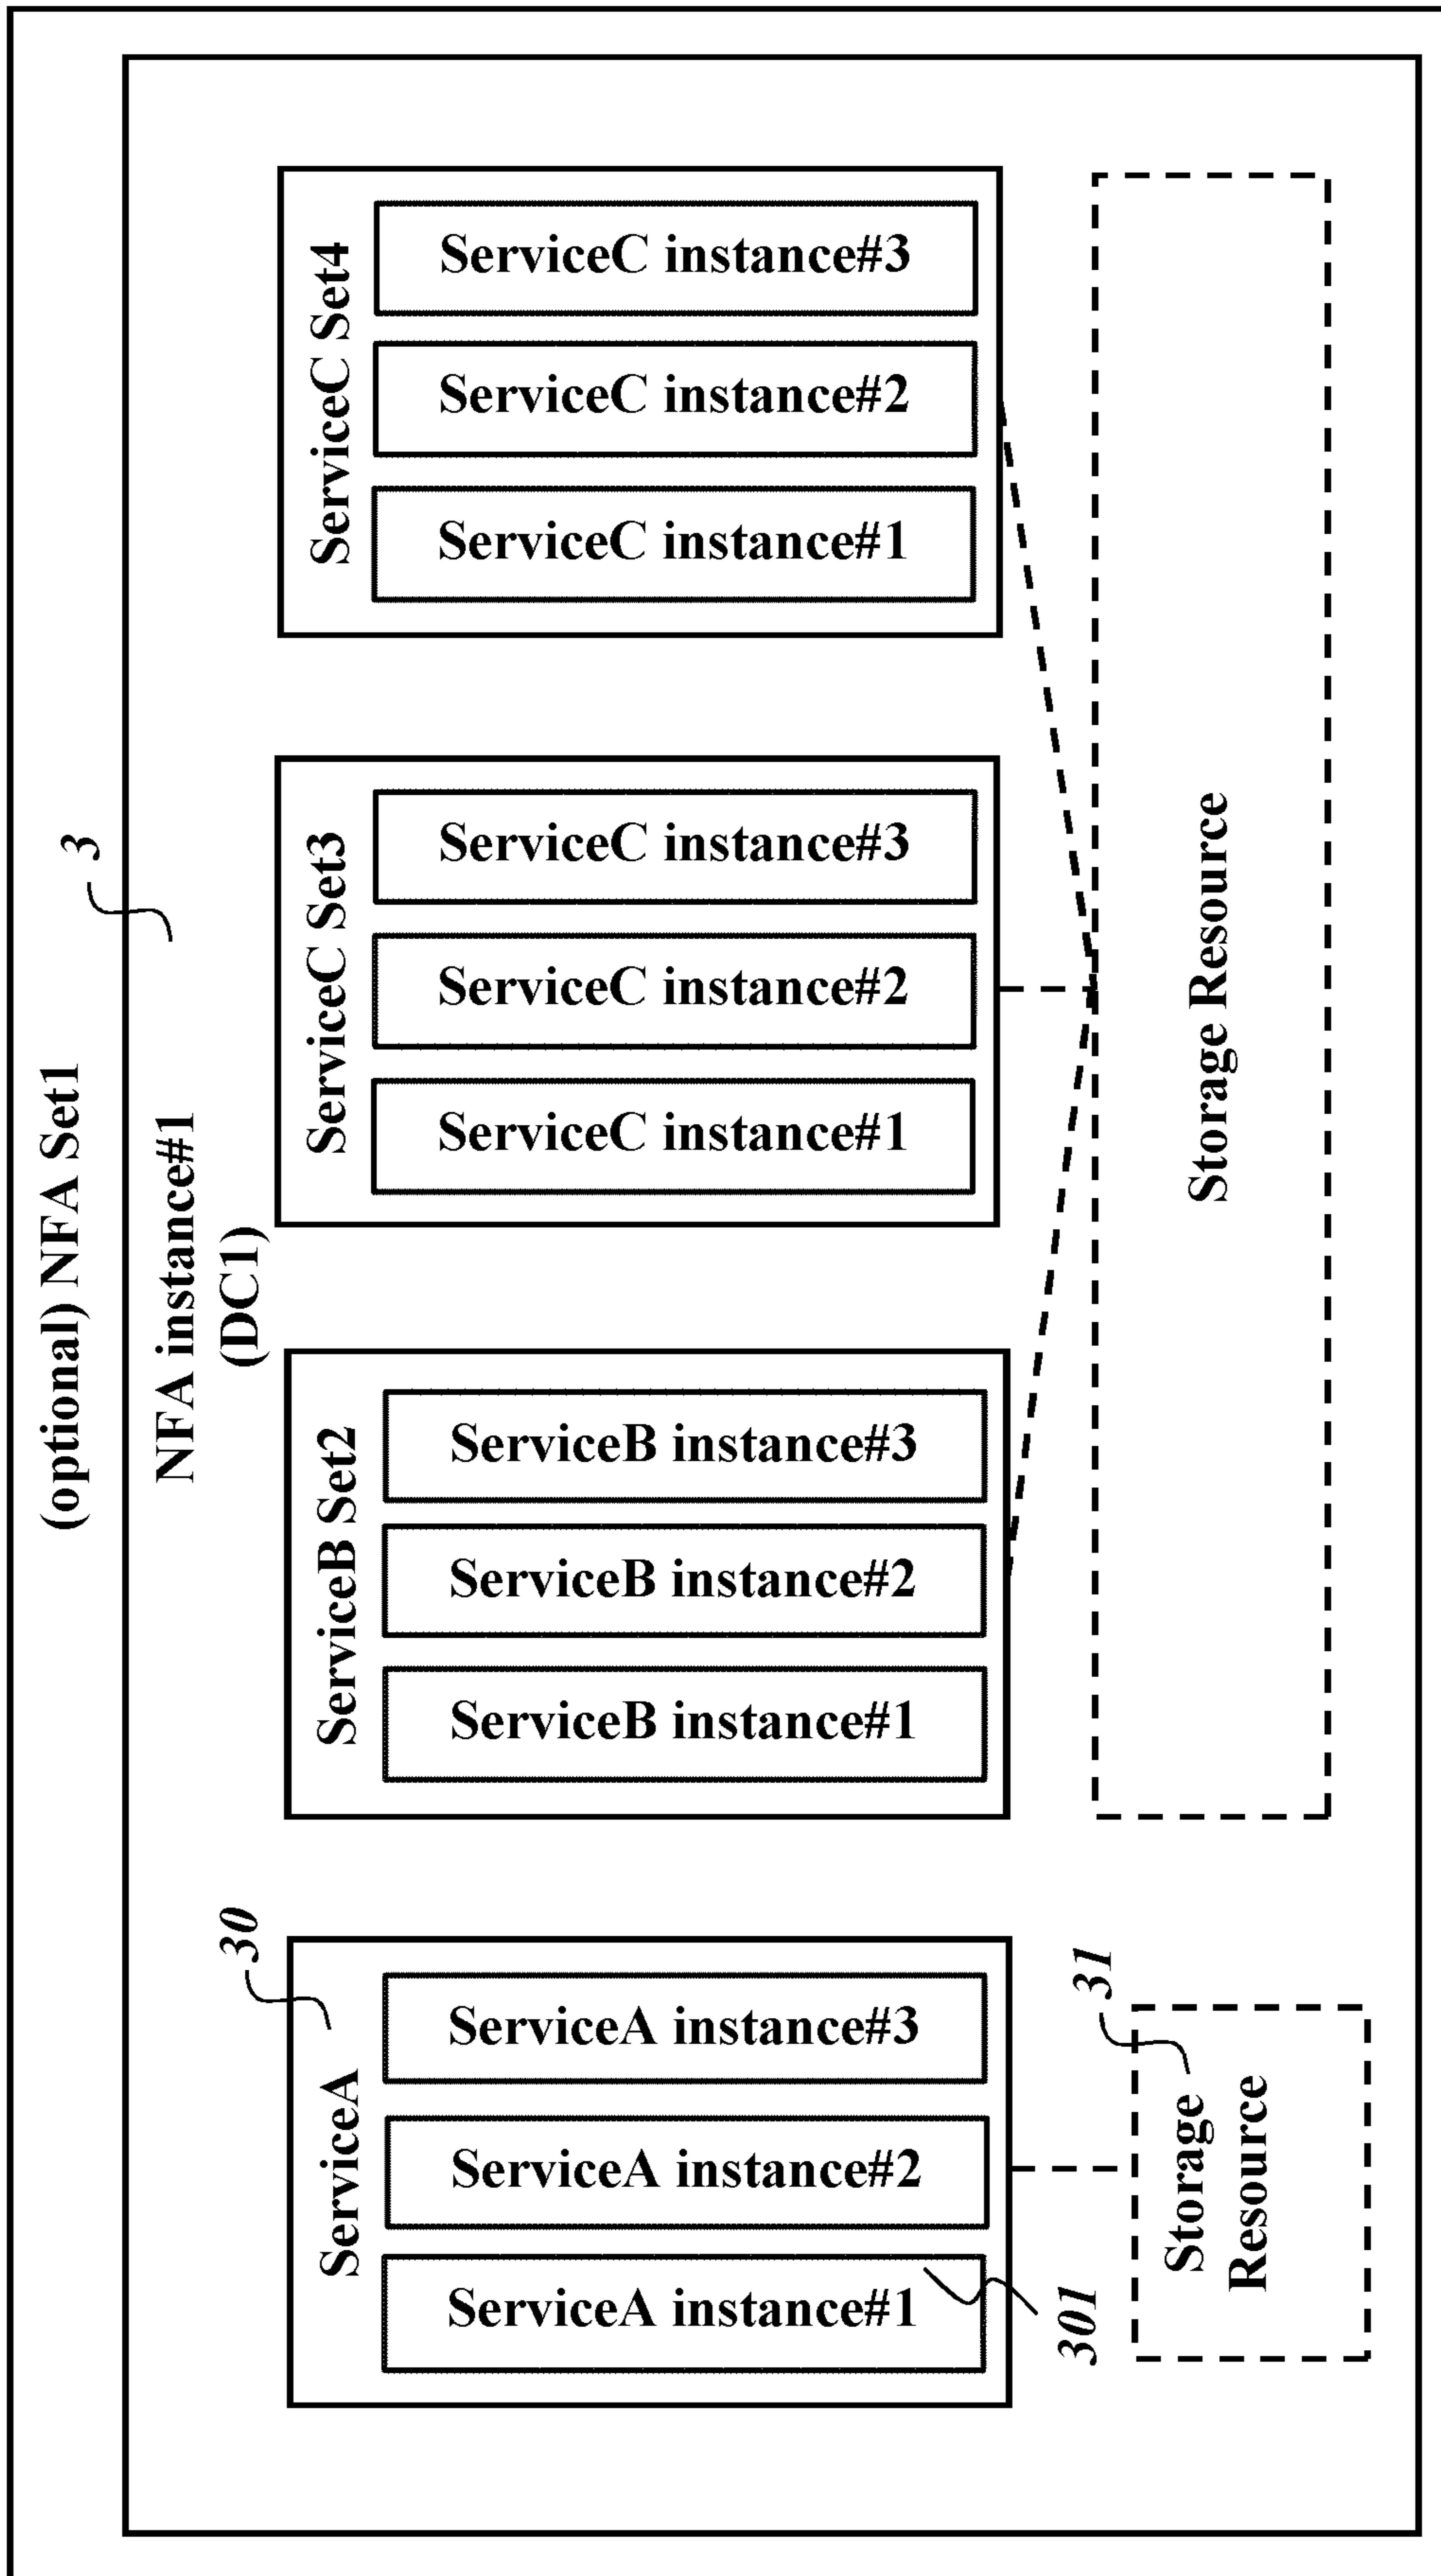 (optional) NFA Set1
3
NFA instance#1
(DC1)
30
ServiceA
ServiceA instance#1
ServiceA instance#2
ServiceA instance#3
301
31
Storage
Resource
ServiceB Set2
ServiceB instance#1
ServiceB instance#2
ServiceB instance#3
ServiceC Set3
ServiceC instance#1
ServiceC instance#2
ServiceC instance#3
ServiceC Set4
ServiceC instance#1
ServiceC instance#2
ServiceC instance#3
Storage Resource